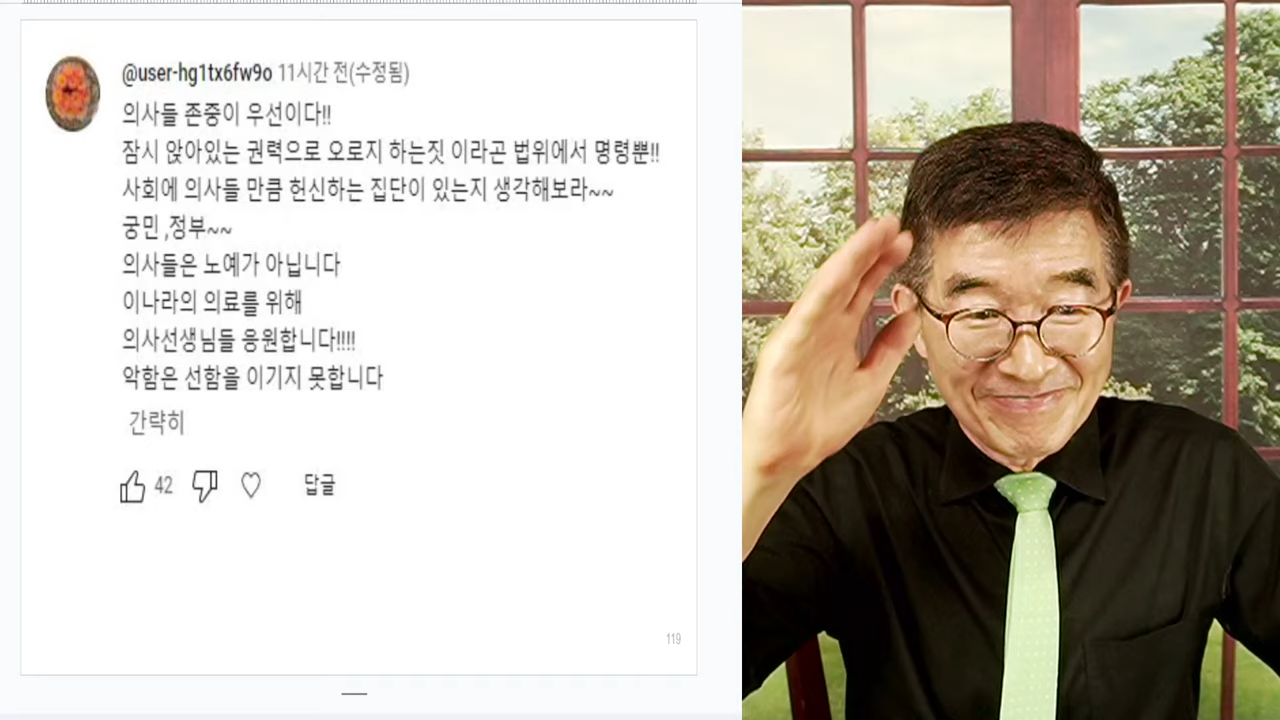 @user-hg1tx6fw9o 11시간 전(수정됨)
의사들 존중이 우선이다!!
잠시 앉아있는 권력으로 오로지 하는짓 이라곤 법위에서 명령뿐!!
사회에 의사들 만큼 헌신하는 집단이 있는지 생각해보라~~
궁민 ,정부~~
의사들은 노예가 아닙니다
이나라의 의료를 위해
의사선생님들 응원합니다!!!!
악함은 선함을 이기지 못합니다
간략히
42 답글
119